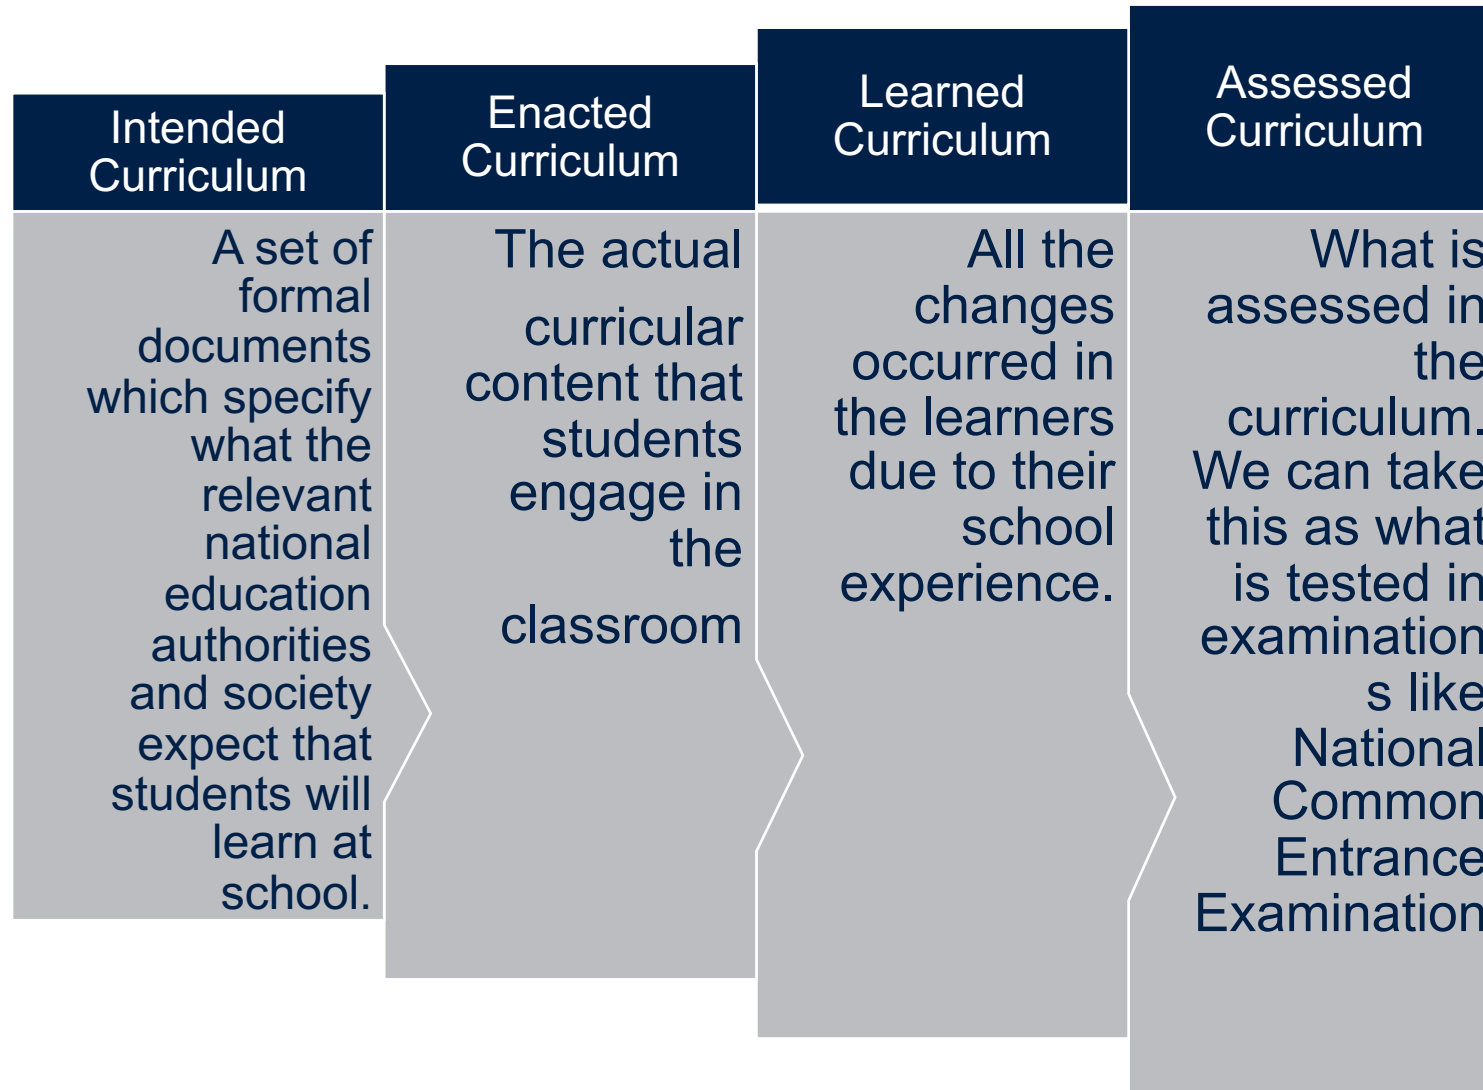 Intended
Curriculum
A set of
formal
documents
which specify
what the
relevant
national
education
authorities
and society
expect that
students will
learn at
school.
Enacted
Curriculum
The actual
curricular
content that
students
engage in
the
classroom
Learned
Curriculum
All the
changes
occurred in
the learners
due to their
school
experience.
Assessed
Curriculum
What is
assessed in
the
curriculum.
We can take
this as what
is tested in
examination
s like
National
Common
Entrance
Examination